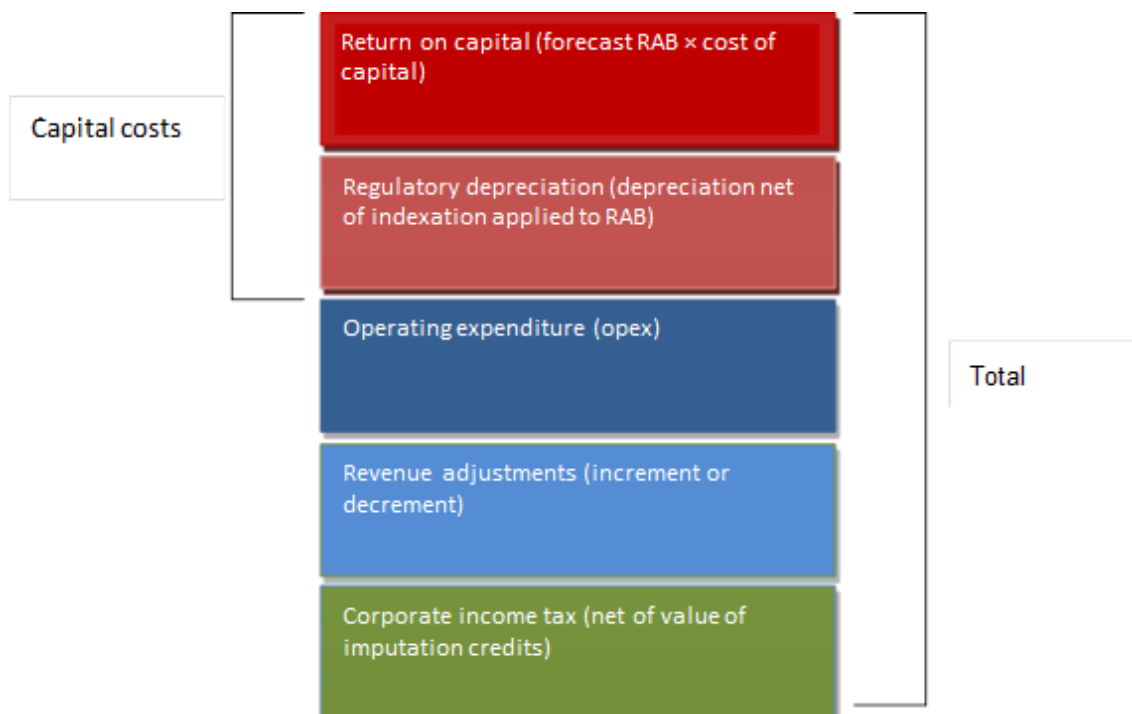 Return on capital (forecast RAB × cost of
capital)
Capital costs
Regulatory depreciation (depreciation net
of indexation applied to RAB)
Operating expenditure (opex)
Total
Revenue adjustments (increment or
decrement)
Corporate income tax (net of value of
imputation credits)